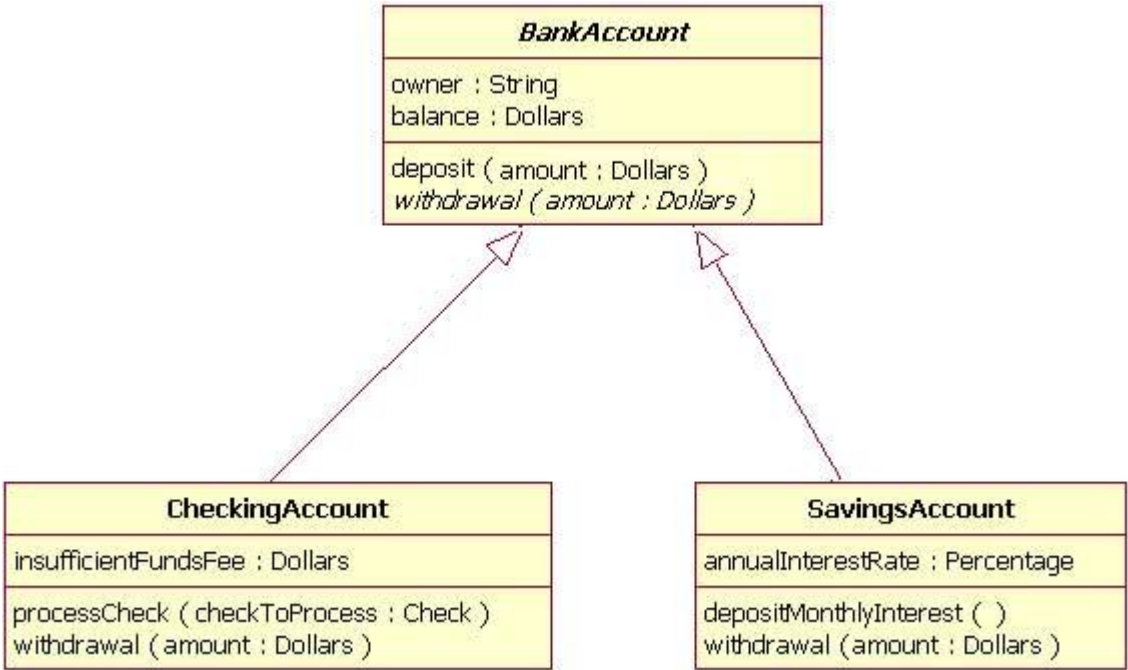 BankAccount
owner : String
balance : Dollars
deposit ( amount : Dollars )
withdrawal ( amount : Dollars )
CheckingAccount
insufficientFundsFee : Dollars
processCheck ( checkToProcess : Check )
withdrawal ( amount : Dollars )
SavingsAccount
annualInterestRate : Percentage
depositMonthlyInterest ( )
withdrawal ( amount : Dollars )